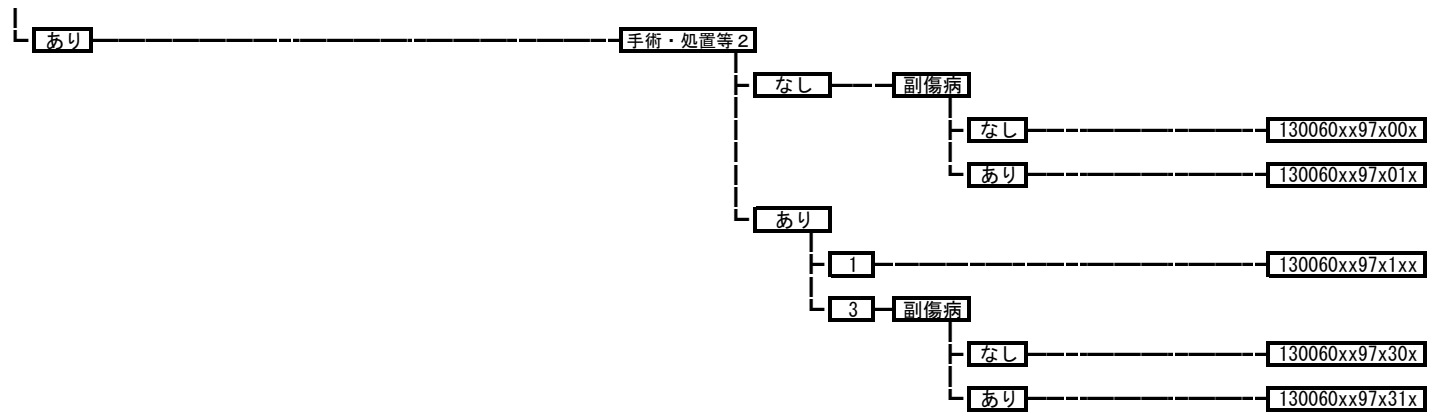 あり 手術・処置等２
なし 副傷病
なし 130060xx97x00x
あり 130060xx97x01x
あり
1 130060xx97x1xx
3 副傷病
なし 130060xx97x30x
あり 130060xx97x31x